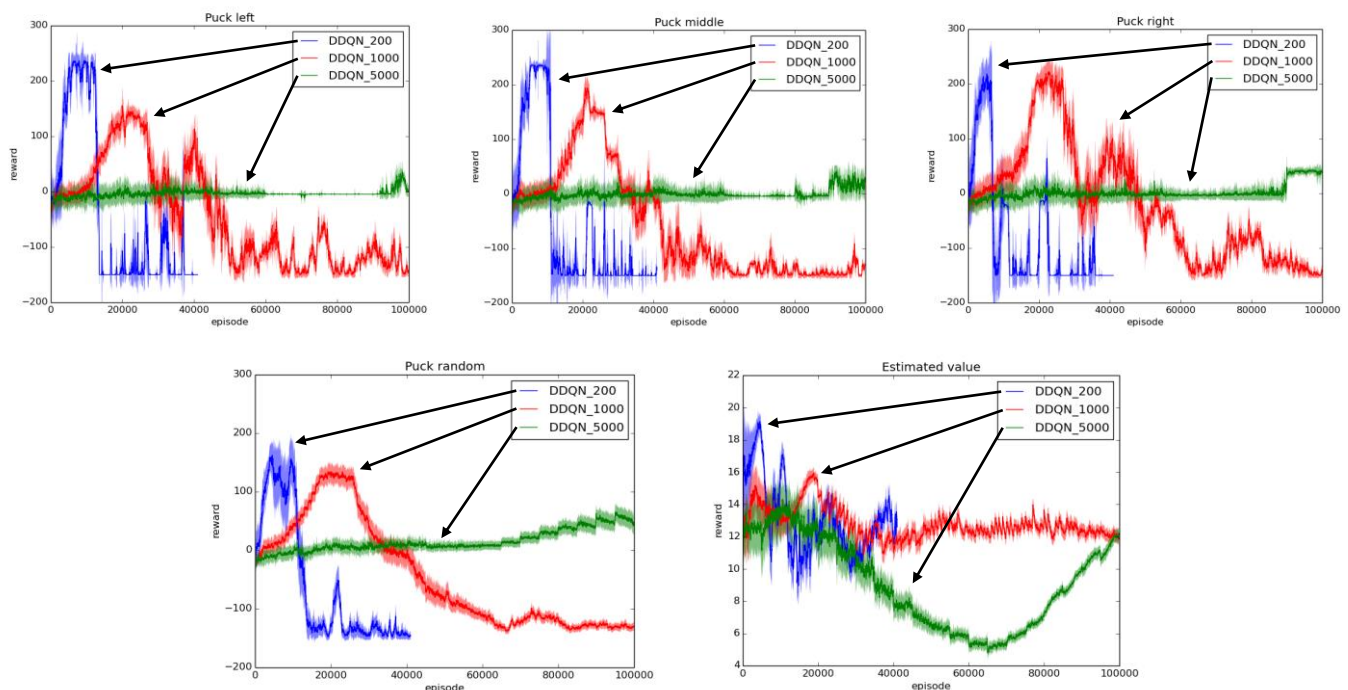 Puck left
300
200
100
0
−100
−200
reward
0
20000
40000
60000
80000
100000
episode
DDQN_200
DDQN_1000
DDQN_5000
Puck middle
300
200
100
0
−100
−200
reward
0
20000
40000
60000
80000
100000
episode
DDQN_200
DDQN_1000
DDQN_5000
Puck right
300
200
100
0
−100
−200
reward
0
20000
40000
60000
80000
100000
episode
DDQN_200
DDQN_1000
DDQN_5000
Puck random
300
200
100
0
−100
−200
reward
0
20000
40000
60000
80000
100000
episode
DDQN_200
DDQN_1000
DDQN_5000
Estimated value
22
20
18
16
14
12
10
8
6
4
reward
0
20000
40000
60000
80000
100000
episode
DDQN_200
DDQN_1000
DDQN_5000